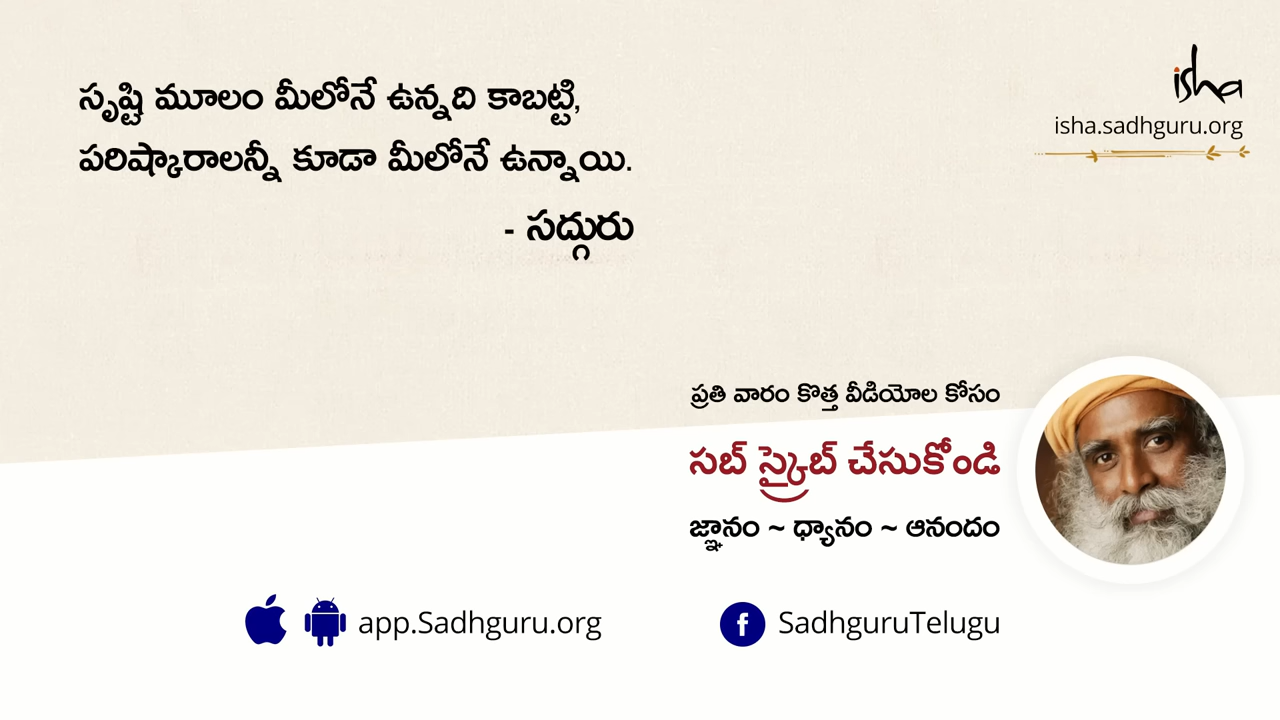 సృష్టి మూలం మీలోనే ఉన్నది కాబట్టి,
పరిష్కారాలన్నీ కూడా మీలోనే ఉన్నాయి.
- సద్గురు
isha
isha.sadhguru.org
ప్రతి వారం కొత్త వీడియోల కోసం
సబ్ స్క్రైబ్ చేసుకోండి
జ్ఞానం ~ ధ్యానం ~ ఆనందం
app.Sadhguru.org
SadhguruTelugu